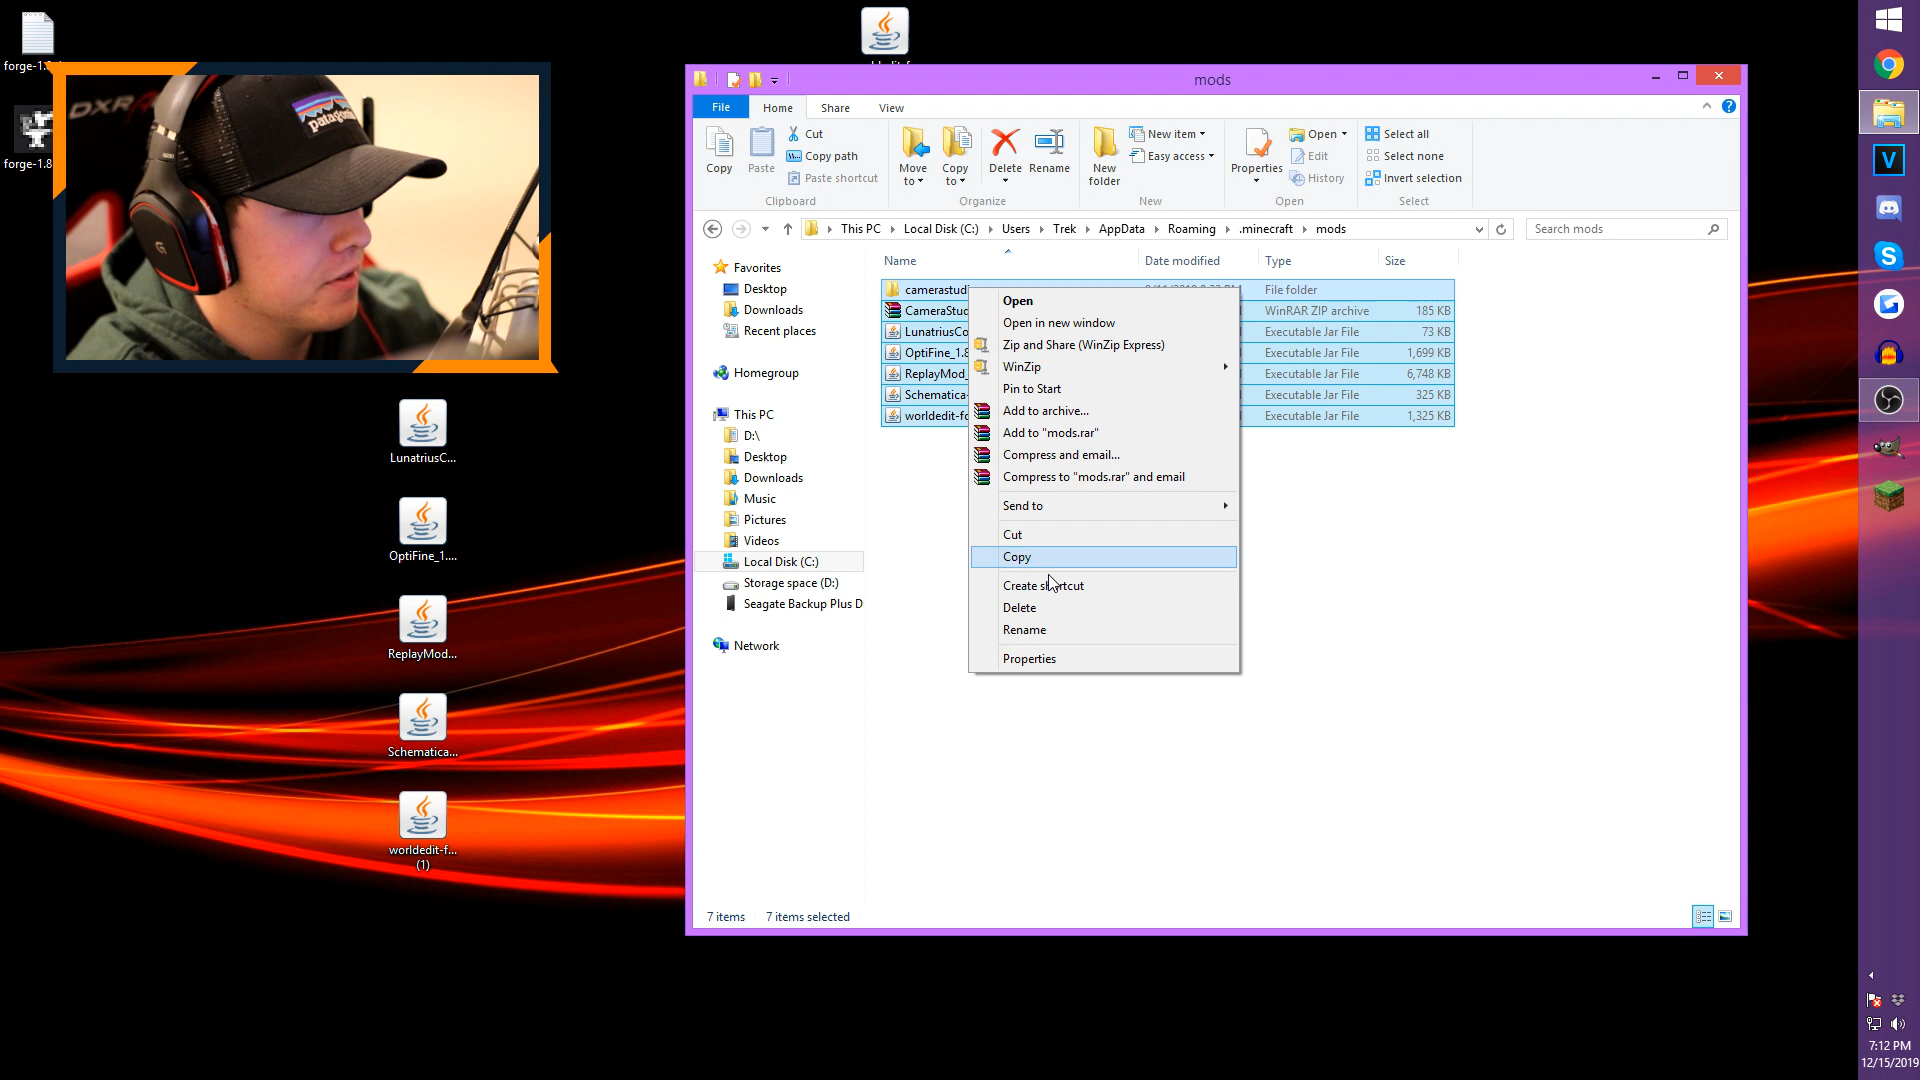 forge-1.8
DXR
patagonia
G
LunatriusC...
OptiFine_1....
ReplayMod...
Schematica...
worldedit-f...
(1)
mods
File
Home
Share
View
Copy
Paste
Cut
Copy path
Paste shortcut
Clipboard
Move to
Copy to
Delete
Rename
Organize
New folder
New item
Easy access
New
Properties
Open
Edit
History
Open
Select all
Select none
Invert selection
Select
This PC
Local Disk (C:)
Users
Trek
AppData
Roaming
.minecraft
mods
Search mods
Favorites
Desktop
Downloads
Recent places
Homegroup
This PC
D:\
Desktop
Downloads
Music
Pictures
Videos
Local Disk (C:)
Storage space (D:)
Seagate Backup Plus D
Network
Name Date modified Type Size
File folder
CameraStud WinRAR ZIP archive 185 KB
LunatriusCo Executable Jar File 73 KB
OptiFine_1.8 Executable Jar File 1,699 KB
ReplayMod_ Executable Jar File 6,748 KB
Schematica- Executable Jar File 325 KB
worldedit-fo Executable Jar File 1,325 KB
Open
Open in new window
Zip and Share (WinZip Express)
WinZip
Pin to Start
Add to archive...
Add to "mods.rar"
Compress and email...
Compress to "mods.rar" and email
Send to
Cut
Copy
Create shortcut
Delete
Rename
Properties
7 items 7 items selected
V
7:12 PM
12/15/2019